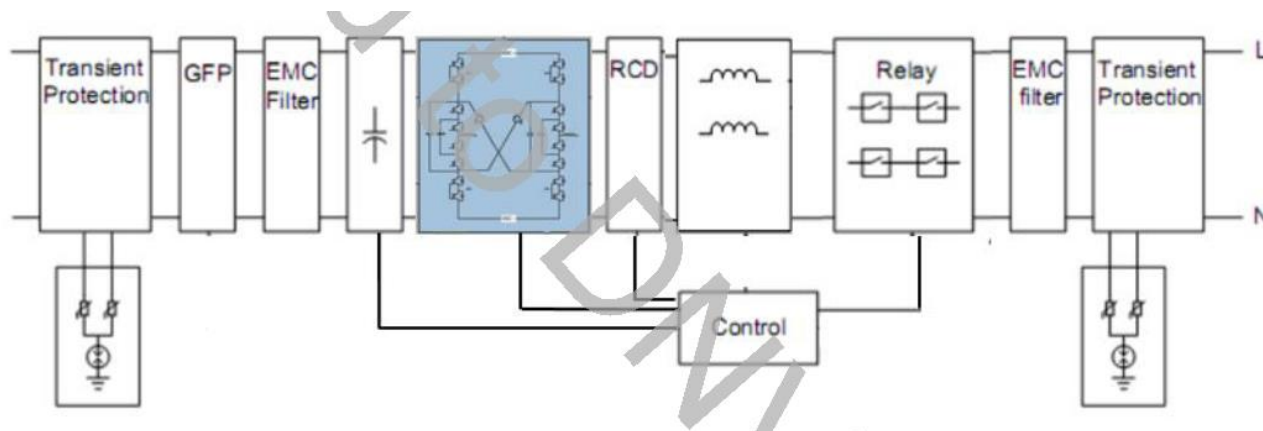 Transient
Protection
GFP
EMC
Filter
RCD
Relay
EMC
filter
Transient
Protection
L
N
Control